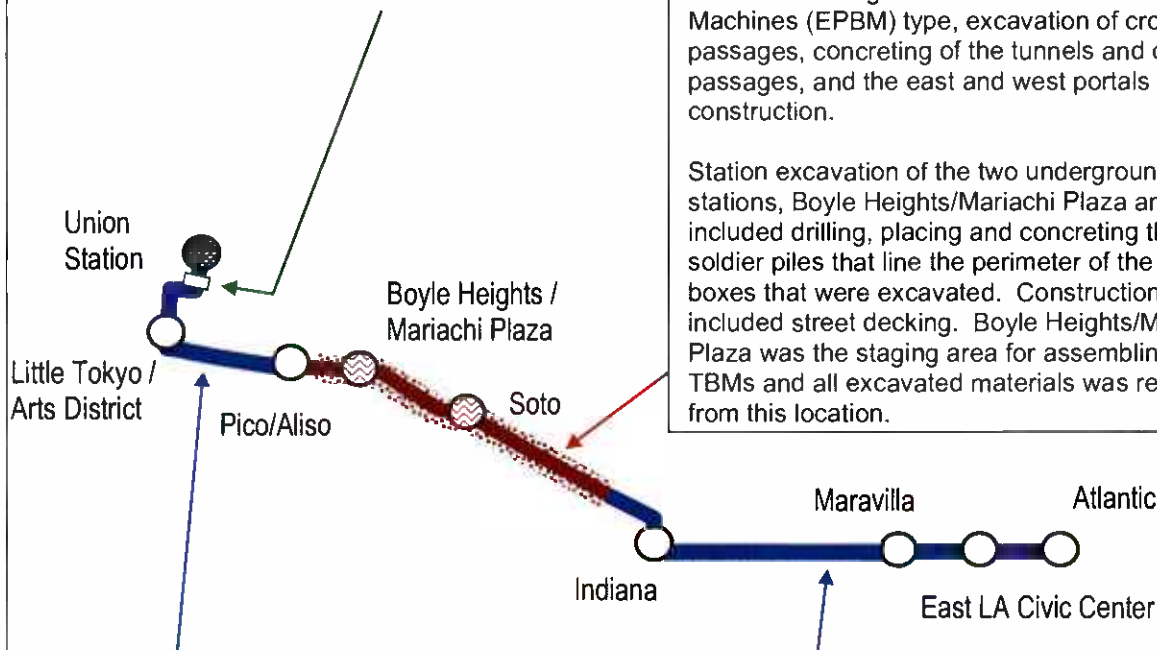 Machines (EPBM) type, excavation of cro
passages, concreting of the tunnels and
passages, and the east and west portals
construction.
Station excavation of the two undergroun
stations, Boyle Heights/Mariachi Plaza ar
included drilling, placing and concreting th
soldier piles that line the perimeter of the
boxes that were excavated. Construction
included street decking. Boyle Heights/M
Plaza was the staging area for assemblin
TBMs and all excavated materials was re
from this location.
Union
Station
Boyle Heights /
Mariachi Plaza
Little Tokyo /
Arts District
Pico/Aliso
Soto
Indiana
Maravilla
Atlantic
East LA Civic Center